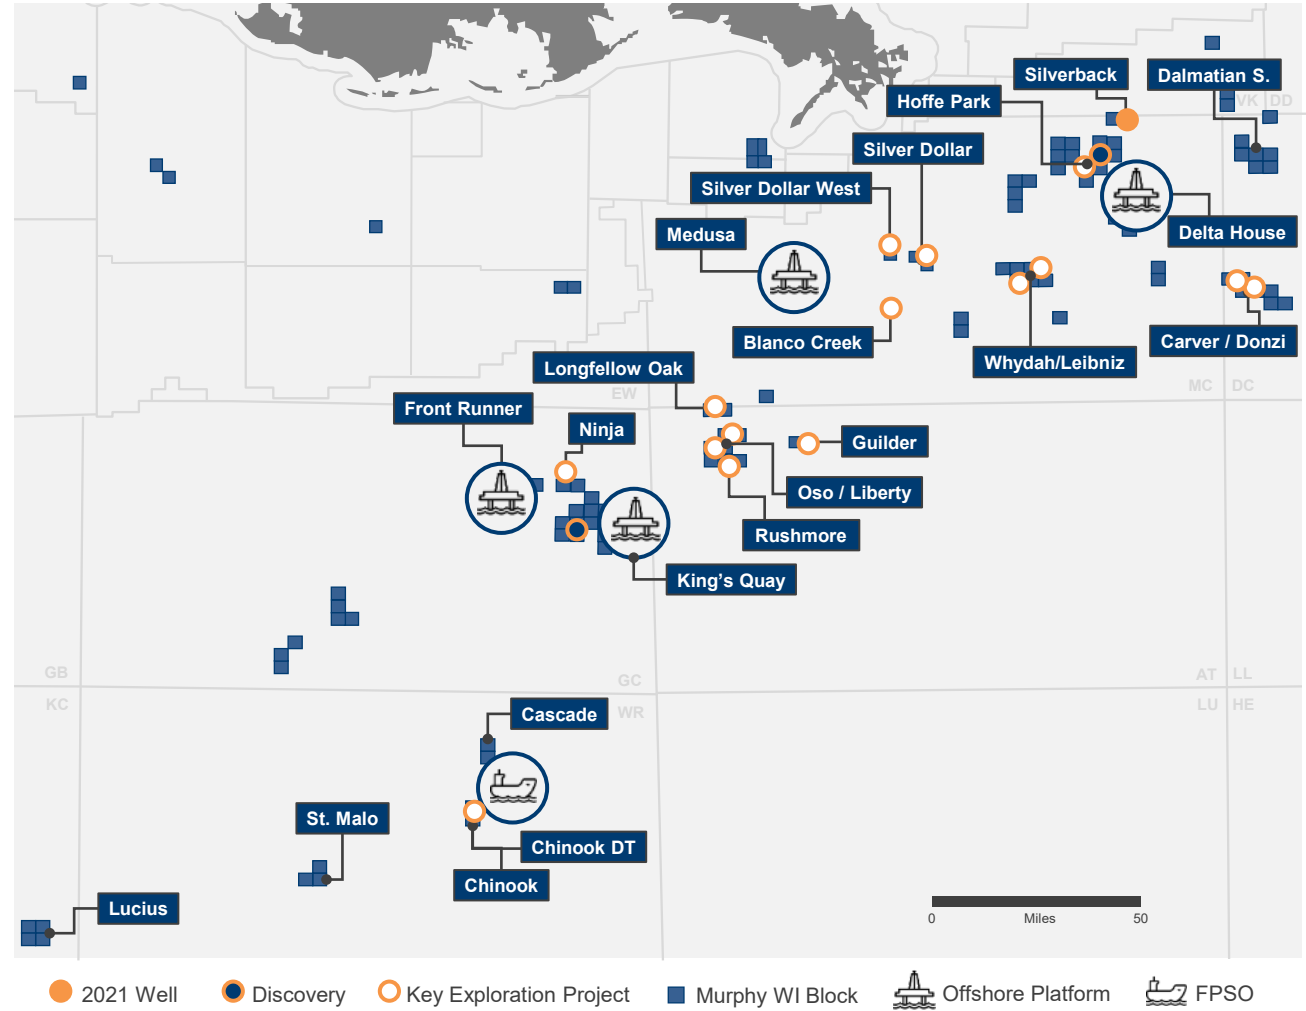 Silverback
Dalmatian S.
Hoffe Park
VK
DD
Silver Dollar
Silver Dollar West
Medusa
Delta House
Blanco Creek
Carver / Donzi
Whydah/Leibniz
Longfellow Oak
EW
MC
DC
Front Runner
Ninja
Guilder
Oso / Liberty
Rushmore
King’s Quay
GB
GC
AT
LL
KC
WR
LU
HE
Cascade
St. Malo
Chinook DT
Chinook
Lucius
0
Miles
50
2021 Well
Discovery
Key Exploration Project
Murphy WI Block
Offshore Platform
FPSO